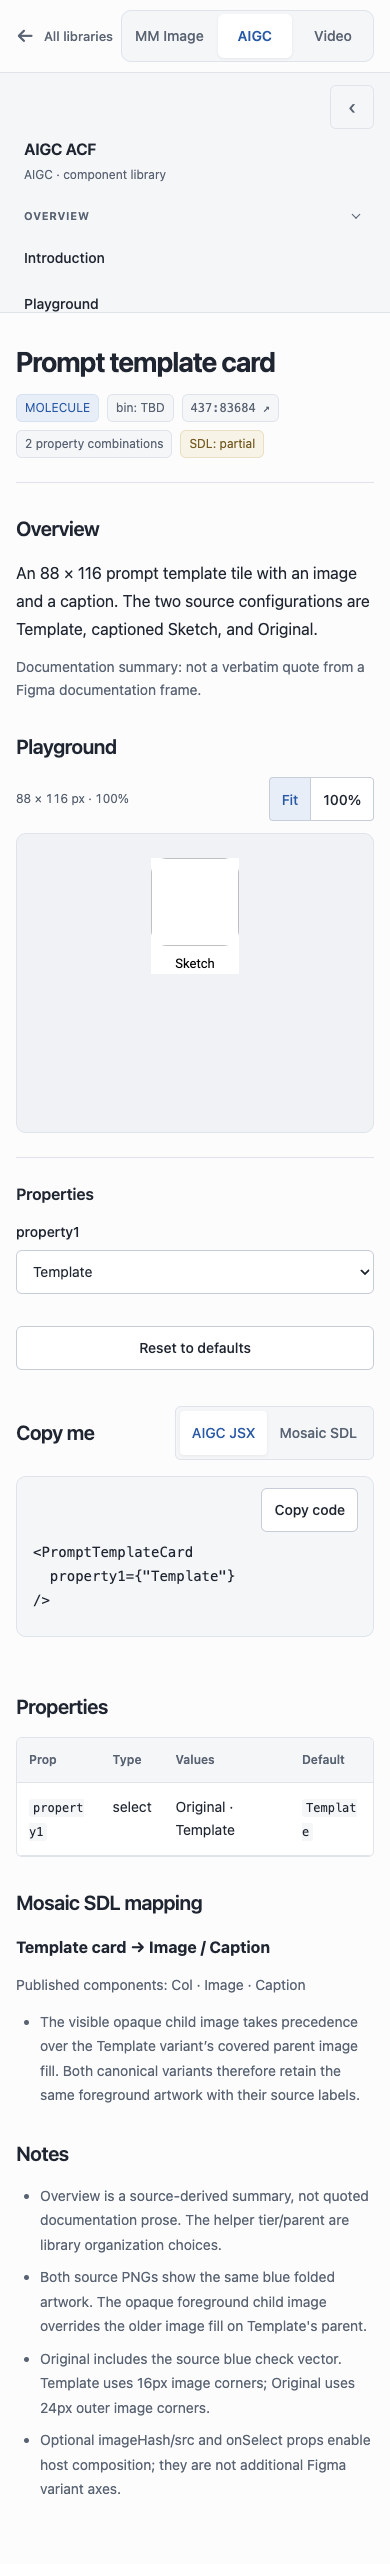 All libraries
MM Image
AIGC
Video
AIGC ACF
AIGC · component library
OVERVIEW
Introduction
Playground
Prompt template card
MOLECULE
bin: TBD
437:83684 ↗
2 property combinations
SDL: partial
Overview
An 88 × 116 prompt template tile with an image
and a caption. The two source configurations are
Template, captioned Sketch, and Original.
Documentation summary: not a verbatim quote from a
Figma documentation frame.
Playground
88 × 116 px · 100%
Fit
100%
Sketch
Properties
property1
Template
Reset to defaults
Copy me
AIGC JSX
Mosaic SDL
Copy code
<PromptTemplateCard
property1={"Template"}
/>
Properties
Prop Type Values Default
propert select Original · Templat
y1 Template e
Mosaic SDL mapping
Template card → Image / Caption
Published components: Col · Image · Caption
• The visible opaque child image takes precedence
over the Template variant's covered parent image
fill. Both canonical variants therefore retain the
same foreground artwork with their source labels.
Notes
• Overview is a source-derived summary, not quoted
documentation prose. The helper tier/parent are
library organization choices.
• Both source PNGs show the same blue folded
artwork. The opaque foreground child image
overrides the older image fill on Template's parent.
• Original includes the source blue check vector.
Template uses 16px image corners; Original uses
24px outer image corners.
• Optional imageHash/src and onSelect props enable
host composition; they are not additional Figma
variant axes.